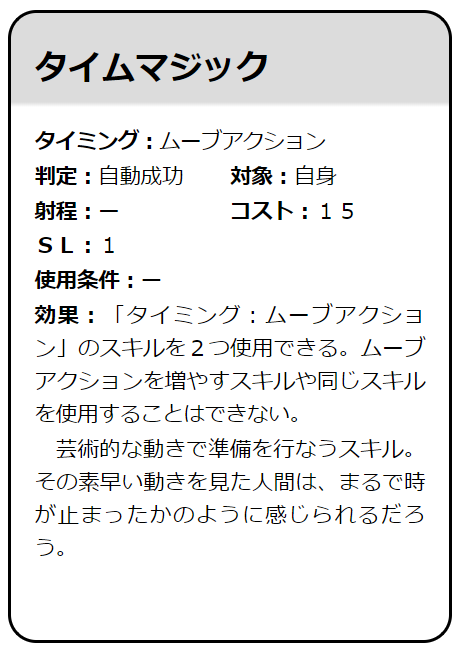 タイムマジック
タイミング：ムーブアクション
判定：自動成功　対象：自身
射程：ー　コスト：１５
ＳＬ：１
使用条件：ー
効果：「タイミング：ムーブアクショ
ン」のスキルを２つ使用できる。ムーブ
アクションを増やすスキルや同じスキル
を使用することはできない。
　芸術的な動きで準備を行なうスキル。
その素早い動きを見た人間は、まるで時
が止まったかのように感じられるだろ
う。